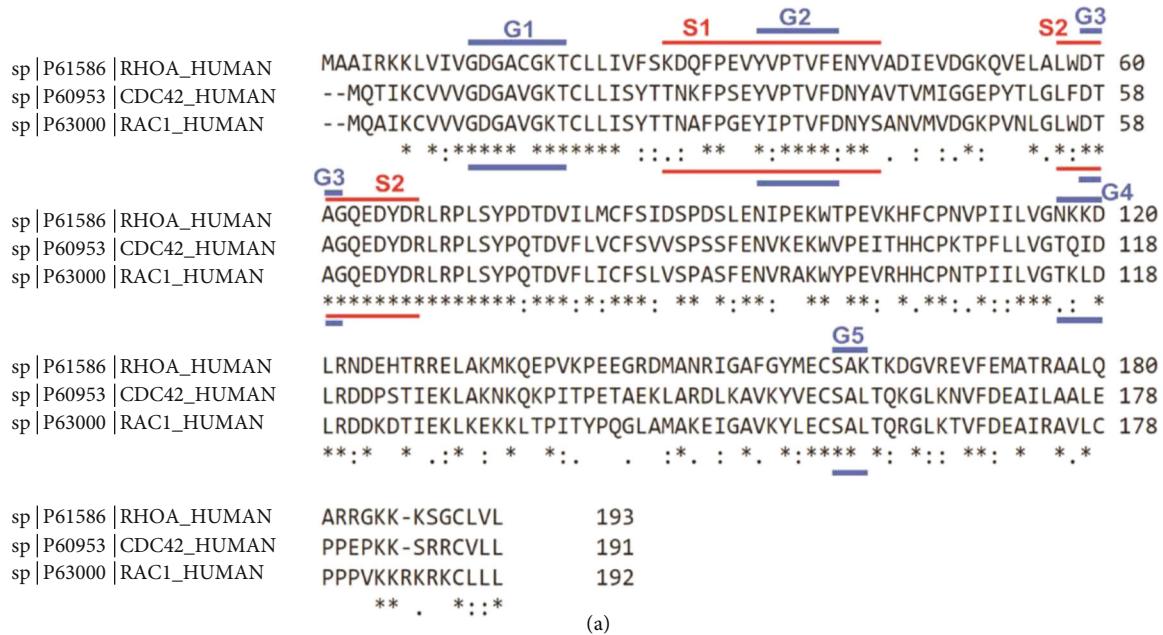 G1 S1 G2 S2 G3
sp|P61586|RHOA_HUMAN MAAIRKKLVIVGDGACGKTCLLIVFSKDQFPEVYVPTVFENYVADIEVDGKQVELALWDT 60
sp|P60953|CDC42_HUMAN --MQTIKCVVVGDGAVGKTCLLISYTTNKFPSEYVPTVFDNYAVTVMIGGEPYTLGLFDT 58
sp|P63000|RAC1_HUMAN --MQAIKCVVVGDGAVGKTCLLISYTTNAFPGEYIPTVFDNYSANVMVDGKPVNLGLWDT 58
* *:***** ******* ::.: ** *:****:** . : :.*: *.*:**
G3 S2 G4
sp|P61586|RHOA_HUMAN AGQEDYDRLRPLSYPDTDVILMCFSIDSPDSLENIPEKWTPEVKHFCPNVPIILVGNKKD 120
sp|P60953|CDC42_HUMAN AGQEDYDRLRPLSYPQTDVFLVCFSVVSPSSFENVKEKWVPEITHHCPKTPFLLVGTQID 118
sp|P63000|RAC1_HUMAN AGQEDYDRLRPLSYPQTDVFLICFSLVSPASFENVRAKWYPEVRHHCPNTPIILVGTKLD 118
***************:***:*:***: ** *:**: ** **: *.**:.*::***.: *
G5
sp|P61586|RHOA_HUMAN LRNDEHTRRELAKMKQEPVKPEEGRDMANRIGAFGYMECSAKTKDGVREVFEMATRAALQ 180
sp|P60953|CDC42_HUMAN LRDDPSTIEKLAKNKQKPITPETAEKLARDLKAVKYVECSALTQKGLKNVFDEAILAALE 178
sp|P63000|RAC1_HUMAN LRDDKDTIEKLKEKKLTPITYPQGLAMAKEIGAVKYLECSALTQRGLKTVFDEAIRAVLC 178
**:* * .:* : * *:. . :*. : *. *:**** *: *:: **: * *.*
sp|P61586|RHOA_HUMAN ARRGKK-KSGCLVL 193
sp|P60953|CDC42_HUMAN PPEPKK-SRRCVLL 191
sp|P63000|RAC1_HUMAN PPPVKKRKRKCLLL 192
** . *::*
(a)